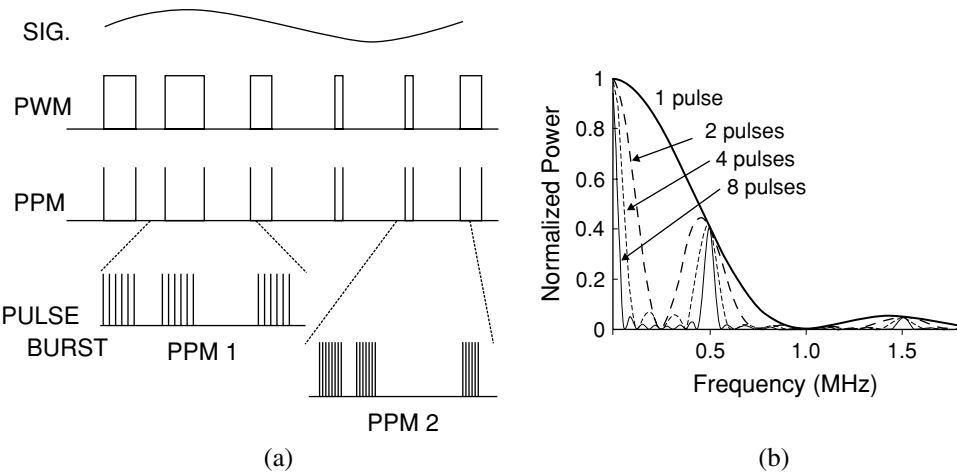 SIG.
PWM
PPM
PULSE
BURST
PPM 1
PPM 2
(a)
Normalized Power
1
0.8
0.6
0.4
0.2
0
1 pulse
2 pulses
4 pulses
8 pulses
0.5
1.0
1.5
Frequency (MHz)
(b)